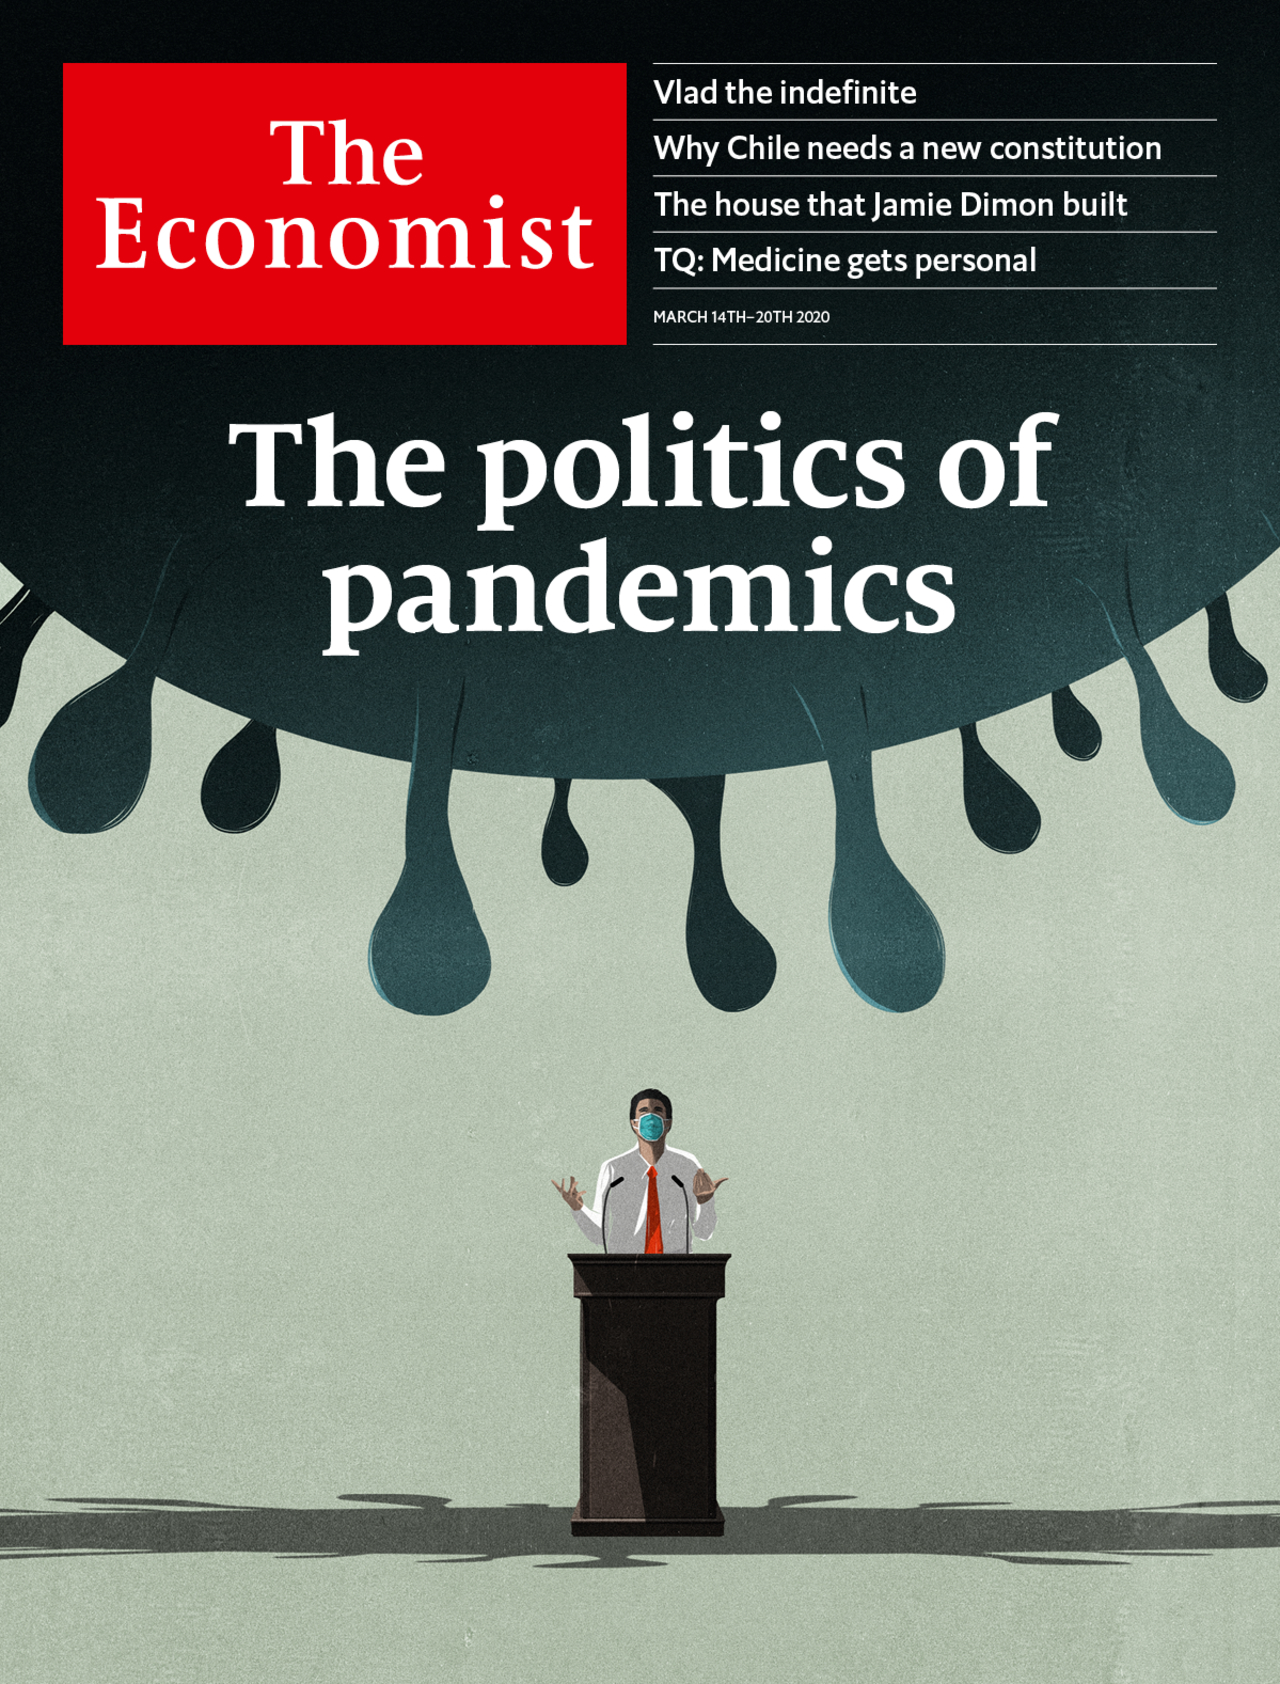 The
Economist
Vlad the indefinite
Why Chile needs a new constitution
The house that Jamie Dimon built
TQ: Medicine gets personal
MARCH 14TH–20TH 2020
The politics of
pandemics